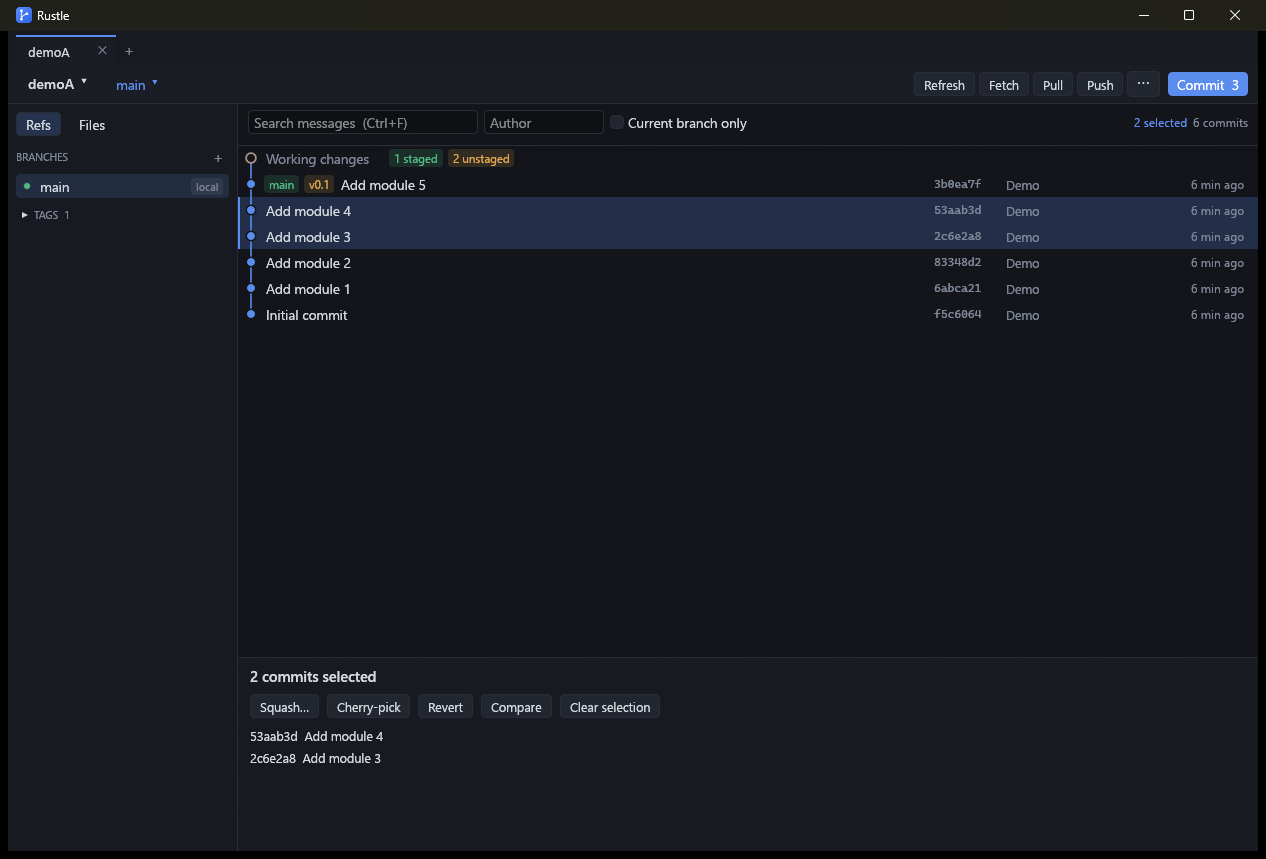 Rustle
demoA
demoA main Refresh Fetch Pull Push ... Commit 3
Refs Files
Search messages (Ctrl+F) Author Current branch only 2 selected 6 commits
BRANCHES +
main local
TAGS 1
Working changes 1 staged 2 unstaged
main v0.1 Add module 5 3b0ea7f Demo 6 min ago
Add module 4 53aab3d Demo 6 min ago
Add module 3 2c6e2a8 Demo 6 min ago
Add module 2 83348d2 Demo 6 min ago
Add module 1 6abca21 Demo 6 min ago
Initial commit f5c6064 Demo 6 min ago
2 commits selected
Squash... Cherry-pick Revert Compare Clear selection
53aab3d Add module 4
2c6e2a8 Add module 3